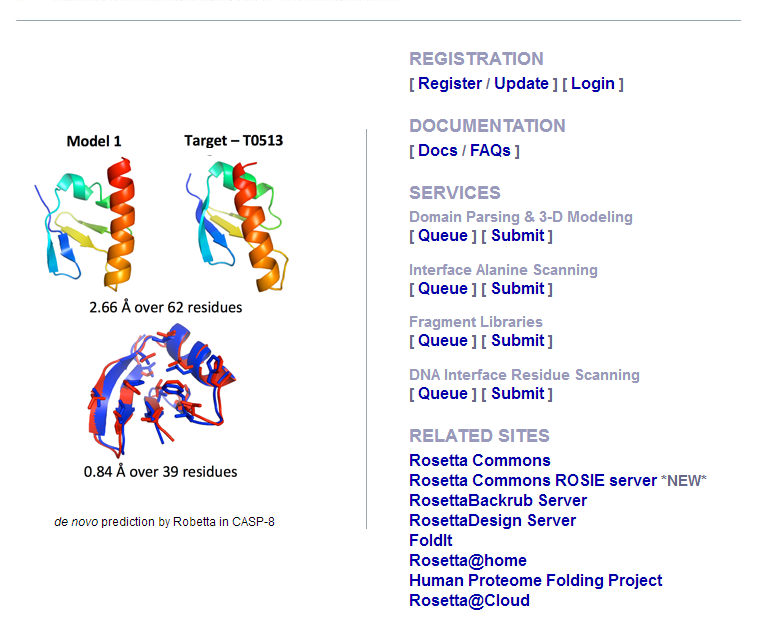 Model 1
Target – T0513
2.66 Å over 62 residues
0.84 Å over 39 residues
de novo prediction by Robetta in CASP-8
REGISTRATION
[ Register / Update ] [ Login ]
DOCUMENTATION
[ Docs / FAQs ]
SERVICES
Domain Parsing & 3-D Modeling
[ Queue ] [ Submit ]
Interface Alanine Scanning
[ Queue ] [ Submit ]
Fragment Libraries
[ Queue ] [ Submit ]
DNA Interface Residue Scanning
[ Queue ] [ Submit ]
RELATED SITES
Rosetta Commons
Rosetta Commons ROSIE server *NEW*
RosettaBackrub Server
RosettaDesign Server
FoldIt
Rosetta@home
Human Proteome Folding Project
Rosetta@Cloud